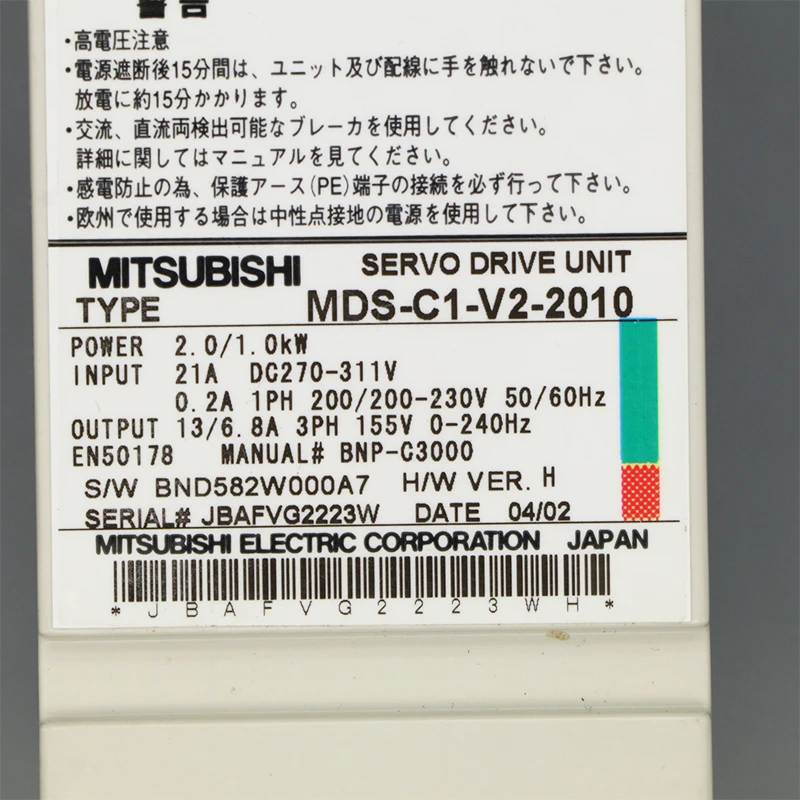 警告
・高電圧注意
・電源遮断後15分間は、ユニット及び配線に手を触れないで下さい。
放電に約15分かかります。
・交流、直流両検出可能なブレーカを使用してください。
詳細に関してはマニュアルを見てください。
・感電防止の為、保護アース(PE)端子の接続を必ず行って下さい。
・欧州で使用する場合は中性点接地の電源を使用して下さい。
MITSUBISHI SERVO DRIVE UNIT
TYPE MDS-C1-V2-2010
POWER 2.0/1.0kW
INPUT 21A DC270-311V
0.2A 1PH 200/200-230V 50/60Hz
OUTPUT 13/6.8A 3PH 155V 0-240Hz
EN50178 MANUAL# BNP-C3000
S/W BND582W000A7 H/W VER. H
SERIAL# JBAFVG2223W DATE 04/02
MITSUBISHI ELECTRIC CORPORATION JAPAN
* J B A F V G 2 2 2 3 W H *